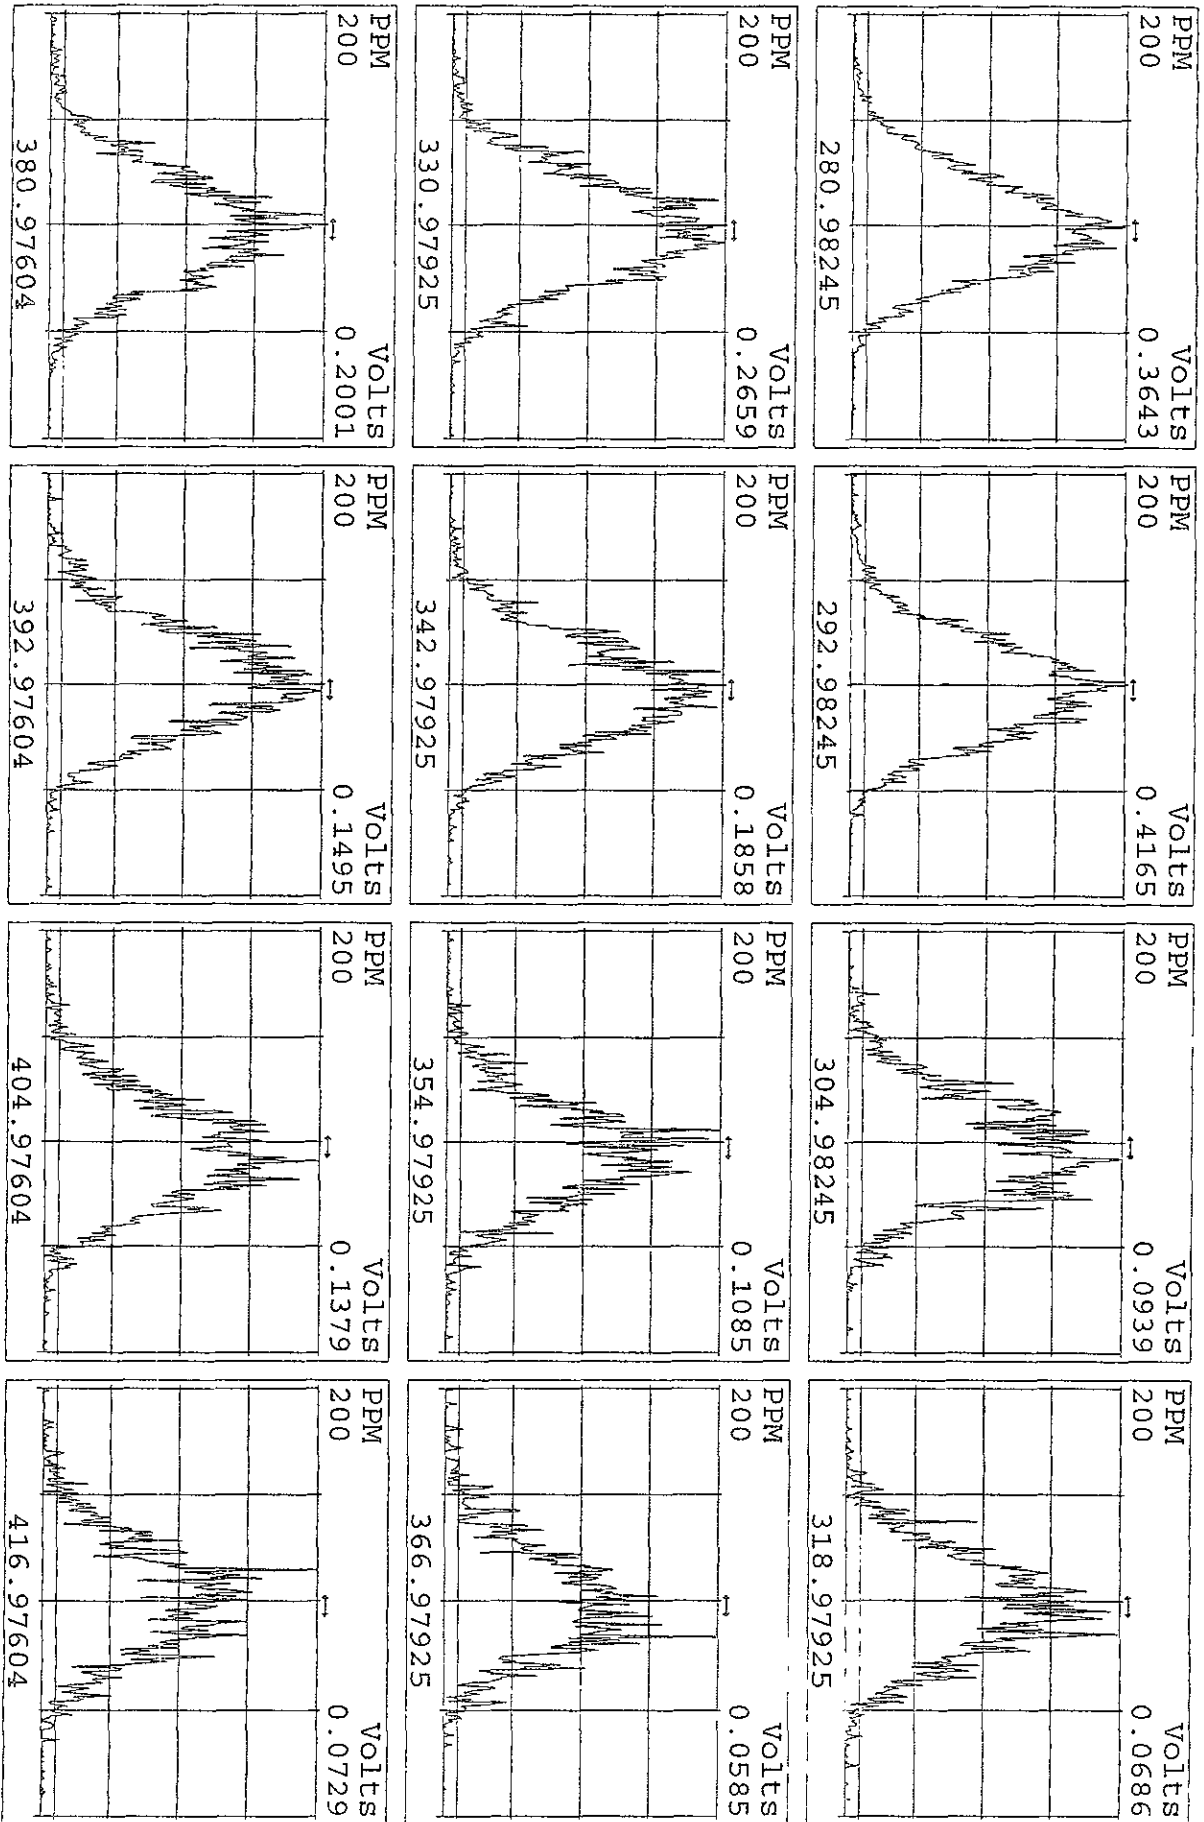 PPM Volts
200 0.3643
280.98245
PPM Volts
200 0.4165
292.98245
PPM Volts
200 0.0939
304.98245
PPM Volts
200 0.0686
318.97925
PPM Volts
200 0.2659
330.97925
PPM Volts
200 0.1858
342.97925
PPM Volts
200 0.1085
354.97925
PPM Volts
200 0.0585
366.97925
PPM Volts
200 0.2001
380.97604
PPM Volts
200 0.1495
392.97604
PPM Volts
200 0.1379
404.97604
PPM Volts
200 0.0729
416.97604